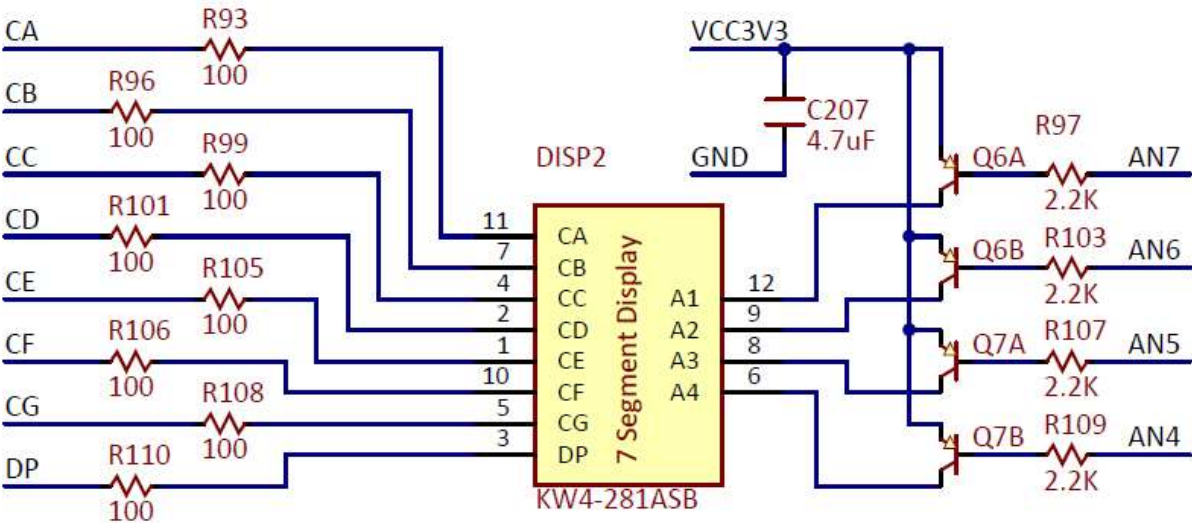 CA
R93
100
CB
R96
100
CC
R99
100
CD
R101
100
CE
R105
100
CF
R106
100
CG
R108
100
DP
R110
100
DISP2
11
7
4
2
1
10
5
3
CA
CB
CC
CD
CE
CF
CG
DP
7 Segment Display
A1
A2
A3
A4
12
9
8
6
KW4-281ASB
VCC3V3
C207
4.7uF
GND
Q6A
R97
2.2K
AN7
Q6B
R103
2.2K
AN6
Q7A
R107
2.2K
AN5
Q7B
R109
2.2K
AN4